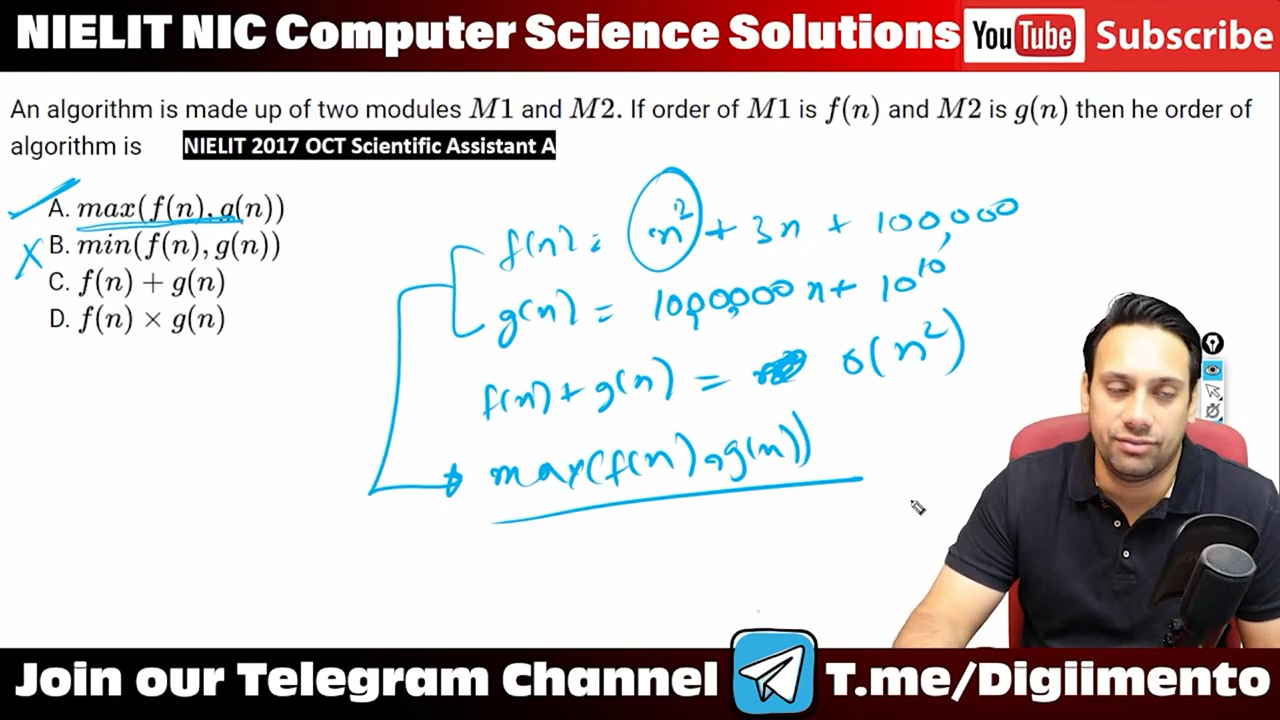 NIELIT NIC Computer Science Solutions YouTube Subscribe
An algorithm is made up of two modules M1 and M2. If order of M1 is f(n) and M2 is g(n) then he order of
algorithm is NIELIT 2017 OCT Scientific Assistant A
A. max(f(n), g(n))
B. min(f(n), g(n))
C. f(n) + g(n)
D. f(n) × g(n)
f(n) = n² + 3n + 100,000
g(n) = 100,000 n + 10¹⁰
f(n) + g(n) = O(n²)
max(f(n), g(n))
Join our Telegram Channel T.me/Digiimento